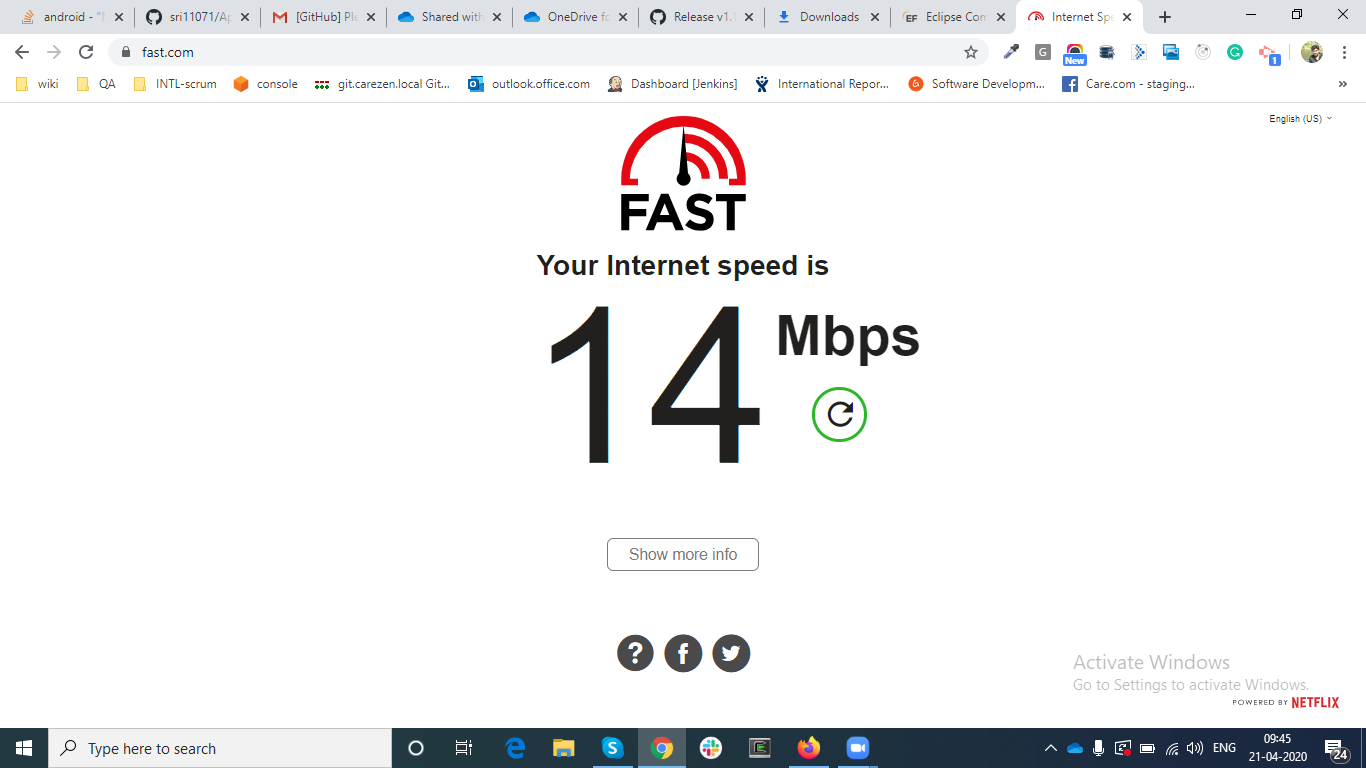 android - "
sri11071/Ap
[GitHub] Ple
Shared with
OneDrive fo
Release v1.1
Downloads
Eclipse Com
Internet Spe
fast.com
G
New
1
wiki
QA
INTL-scrum
console
git.carezen.local Git...
outlook.office.com
Dashboard [Jenkins]
International Repor...
Software Developm...
Care.com - staging...
»
English (US)
FAST
Your Internet speed is
14 Mbps
Show more info
Activate Windows
Go to Settings to activate Windows.
POWERED BY NETFLIX
Type here to search
ENG
09:45
21-04-2020
24